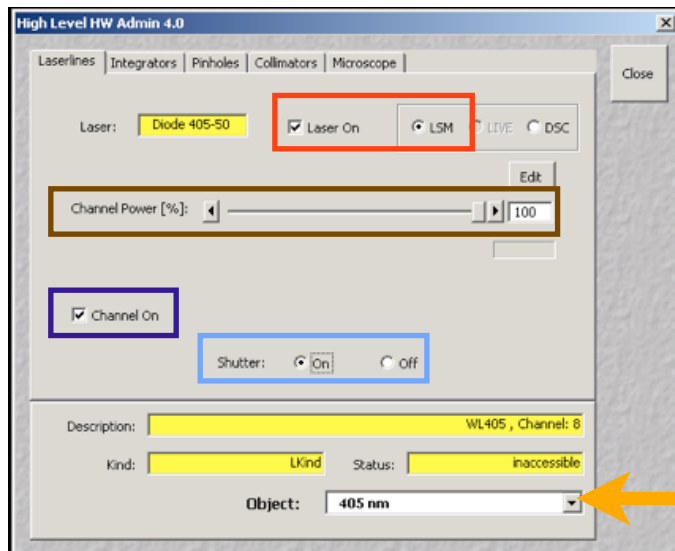 High Level HW Admin 4.0
Laserlines Integrators Pinholes Collimators Microscope
Close
Laser: Diode 405-50 Laser On LSM LIVE DSC
Edit
Channel Power [%]: 100
Channel On
Shutter: On Off
Description: WL405 , Channel: 8
Kind: LKind Status: inaccessible
Object: 405 nm